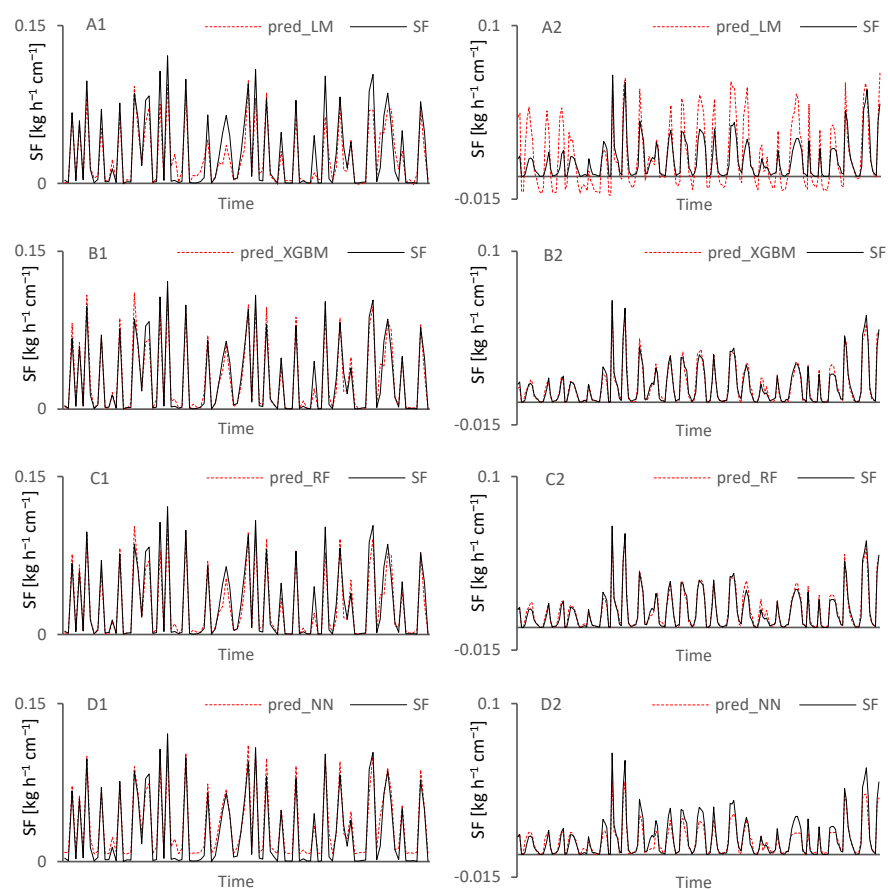 0.15
A1
pred_LM
SF
SF [kg h⁻¹ cm⁻¹]
0
Time
0.1
A2
pred_LM
SF
SF [kg h⁻¹ cm⁻¹]
-0.015
Time
0.15
B1
pred_XGBM
SF
SF [kg h⁻¹ cm⁻¹]
0
Time
0.1
B2
pred_XGBM
SF
SF [kg h⁻¹ cm⁻¹]
-0.015
Time
0.15
C1
pred_RF
SF
SF [kg h⁻¹ cm⁻¹]
0
Time
0.1
C2
pred_RF
SF
SF [kg h⁻¹ cm⁻¹]
-0.015
Time
0.15
D1
pred_NN
SF
SF [kg h⁻¹ cm⁻¹]
0
Time
0.1
D2
pred_NN
SF
SF [kg h⁻¹ cm⁻¹]
-0.015
Time